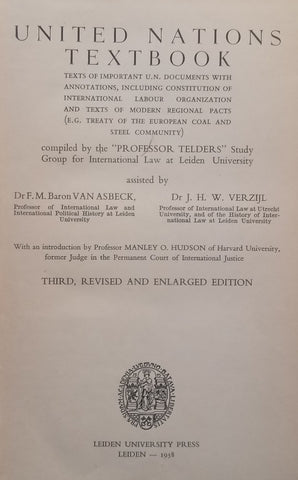 UNITED NATIONS
TEXTBOOK
TEXTS OF IMPORTANT U.N. DOCUMENTS WITH
ANNOTATIONS, INCLUDING CONSTITUTION OF
INTERNATIONAL LABOUR ORGANIZATION
AND TEXTS OF MODERN REGIONAL PACTS
(E.G. TREATY OF THE EUROPEAN COAL AND
STEEL COMMUNITY)
compiled by the "PROFESSOR TELDERS" Study
Group for International Law at Leiden University
assisted by
Dr F. M. Baron VAN ASBECK,
Professor of International Law and
International Political History at Leiden
University
Dr J. H. W. VERZIJL
Professor of International Law at Utrecht
University, and of the History of Inter-
national Law at Leiden University
With an introduction by Professor MANLEY O. HUDSON of Harvard University,
former Judge in the Permanent Court of International Justice
THIRD, REVISED AND ENLARGED EDITION
LEIDEN UNIVERSITY PRESS
LEIDEN — 1958